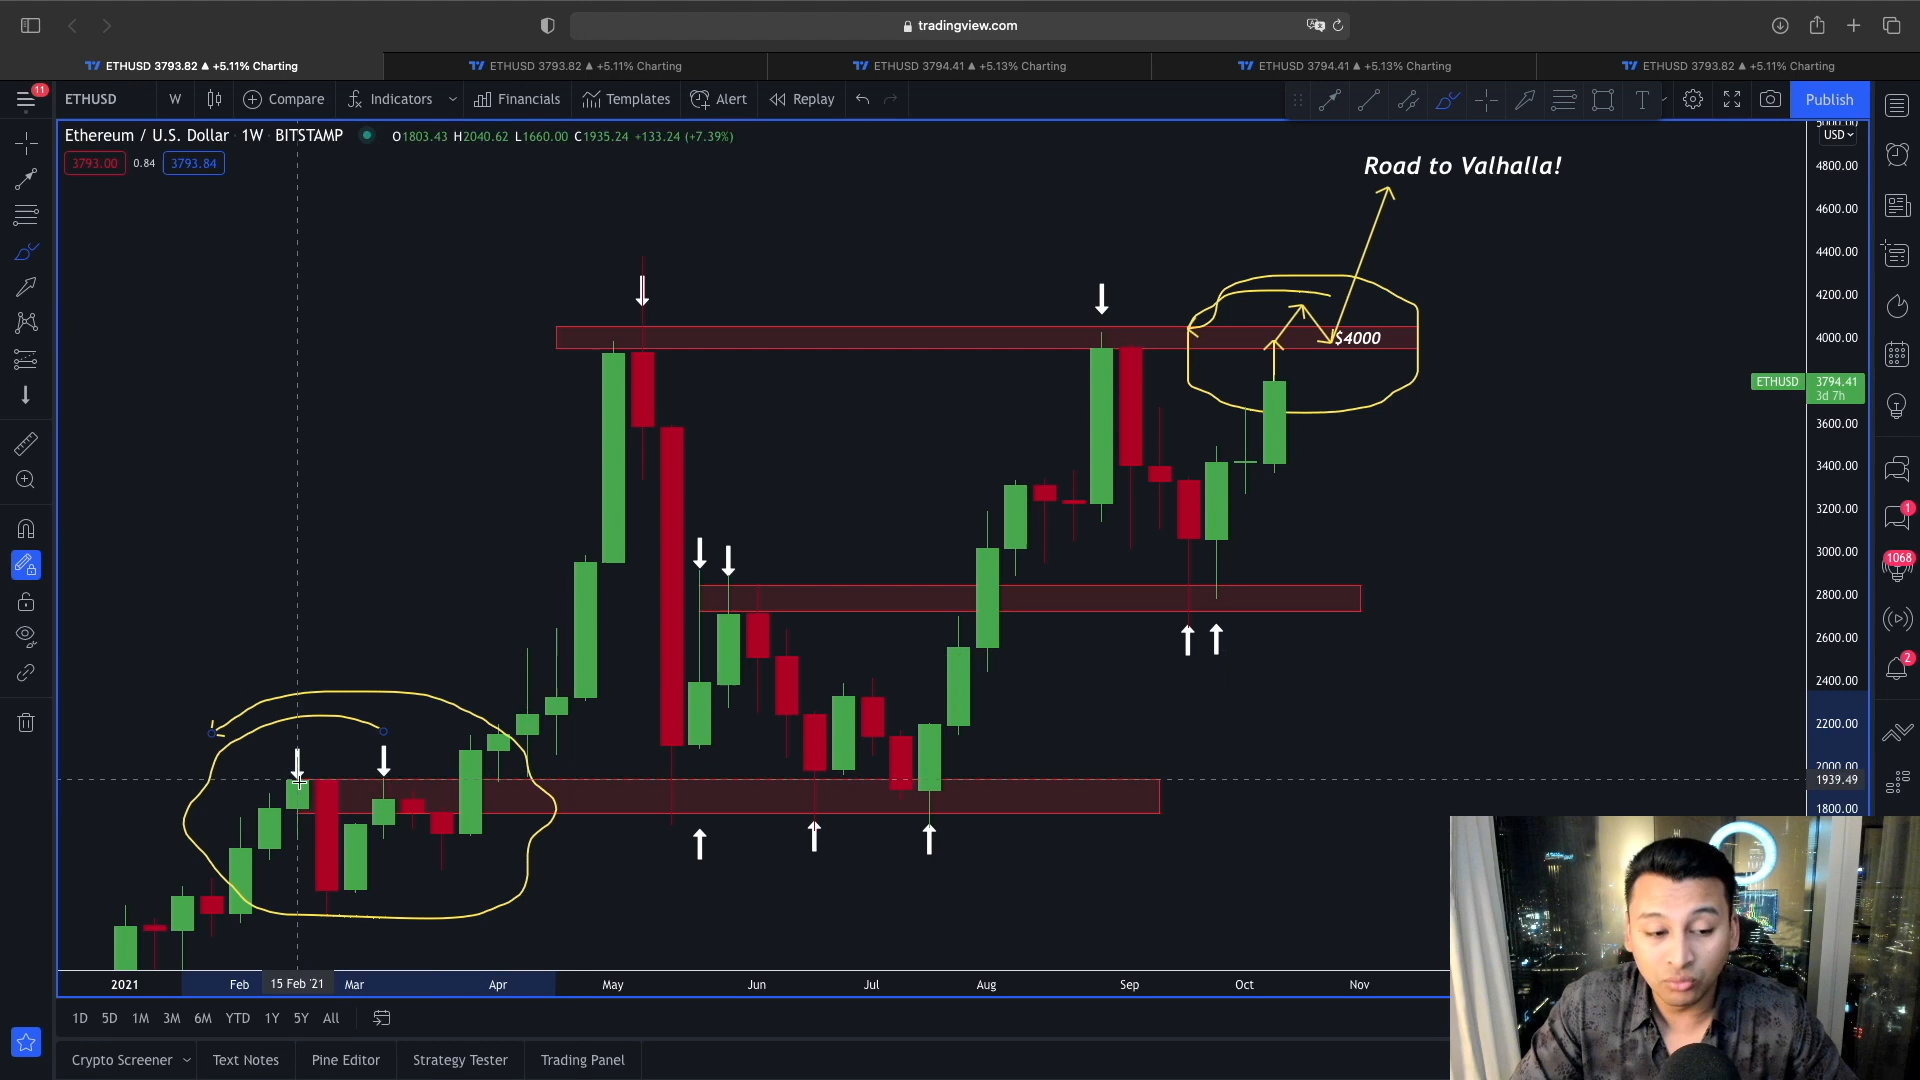 tradingview.com
ETHUSD 3793.82 ▲ +5.11% Charting
ETHUSD 3793.82 ▲ +5.11% Charting
ETHUSD 3794.41 ▲ +5.13% Charting
ETHUSD 3794.41 ▲ +5.13% Charting
ETHUSD 3793.82 ▲ +5.11% Charting
11
ETHUSD W Compare Indicators Financials Templates Alert Replay T Publish
Ethereum / U.S. Dollar 1W · BITSTAMP O1803.43 H2040.62 L1660.00 C1935.24 +133.24 (+7.39%)
3793.00 0.84 3793.84
USD
Road to Valhalla!
4800.00
4600.00
4400.00
4200.00
$4000
4000.00
ETHUSD 3794.41
3d 7h
3600.00
3400.00
3200.00
3000.00
2800.00
2600.00
2400.00
2200.00
2000.00
1939.49
1800.00
1
1068
2
2021 Feb 15 Feb '21 Mar Apr May Jun Jul Aug Sep Oct Nov
1D 5D 1M 3M 6M YTD 1Y 5Y All
Crypto Screener Text Notes Pine Editor Strategy Tester Trading Panel